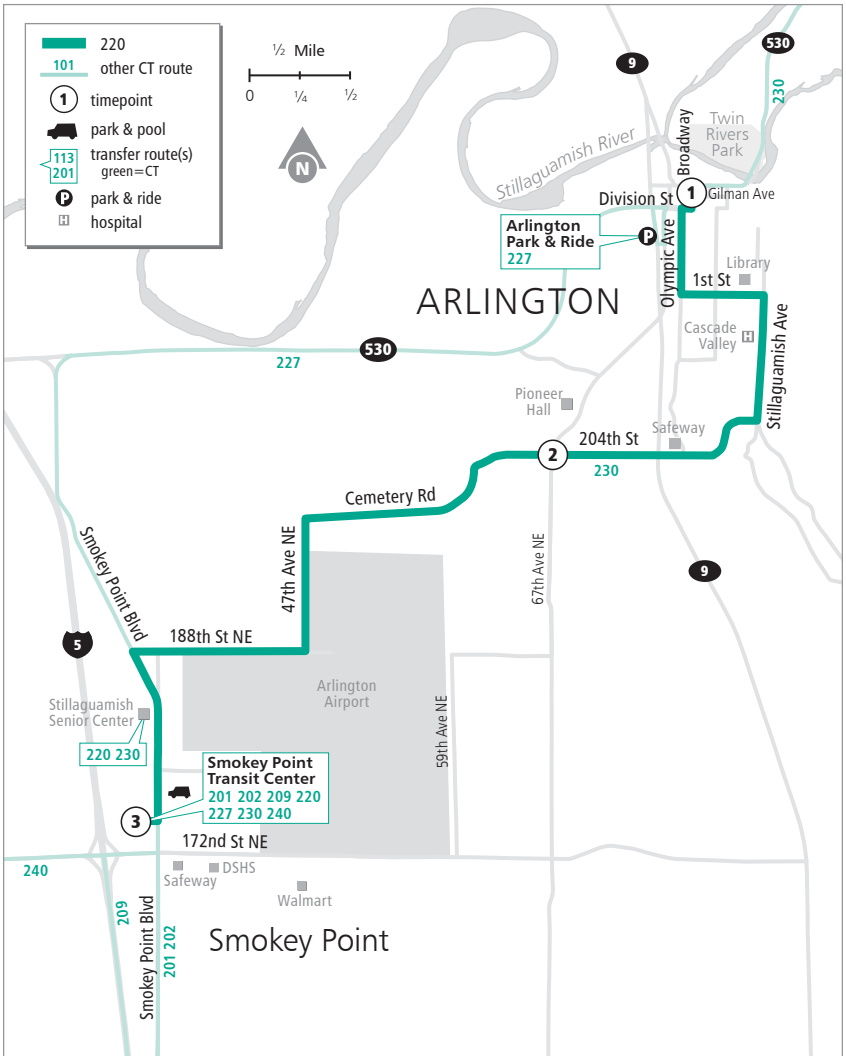 220
101
other CT route
1
timepoint
park & pool
113
201
transfer route(s)
green=CT
P
park & ride
H
hospital
½ Mile
0
¼
½
N
9
530
230
Twin
Rivers
Park
Broadway
Stillaguamish River
1
Gilman Ave
Division St
Arlington
Park & Ride
227
P
Olympic Ave
Library
1st St
ARLINGTON
Cascade
Valley
H
Stillaguamish Ave
530
227
Pioneer
Hall
Safeway
204th St
2
230
Cemetery Rd
47th Ave NE
67th Ave NE
9
Smokey Point Blvd
5
188th St NE
Arlington
Airport
59th Ave NE
Stillaguamish
Senior Center
220 230
Smokey Point
Transit Center
201 202 209 220
227 230 240
3
172nd St NE
240
Safeway
DSHS
Walmart
209
Smokey Point Blvd
201 202
Smokey Point